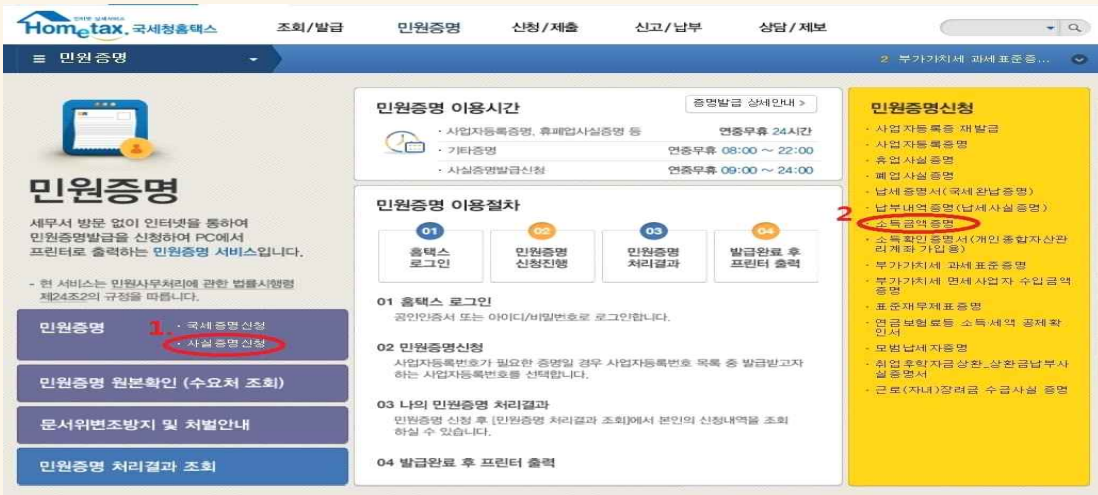 Hometax. 국세청홈택스
조회/발급
민원증명
신청/제출
신고/납부
상담/제보
≡ 민원증명
2 부가가치세 과세표준증...
민원증명
세무서 방문 없이 인터넷을 통하여
민원증명발급을 신청하여 PC에서
프린터로 출력하는 민원증명 서비스입니다.
- 현 서비스는 민원사무처리에 관한 법률시행령
제24조2의 규정을 따릅니다.
민원증명
1.
· 국세증명신청
· 사실증명신청
민원증명 원본확인 (수요처 조회)
문서위변조방지 및 처벌안내
민원증명 처리결과 조회
민원증명 이용시간
증명발급 상세안내 >
· 사업자등록증명, 휴폐업사실증명 등 연중무휴 24시간
· 기타증명 연중무휴 08:00 ~ 22:00
· 사실증명발급신청 연중무휴 09:00 ~ 24:00
민원증명 이용절차
01
홈택스
로그인
02
민원증명
신청진행
03
민원증명
처리결과
04
발급완료 후
프린터 출력
01 홈택스 로그인
공인인증서 또는 아이디/비밀번호로 로그인합니다.
02 민원증명신청
사업자등록번호가 필요한 증명일 경우 사업자등록번호 목록 중 발급받고자
하는 사업자등록번호를 선택합니다.
03 나의 민원증명 처리결과
민원증명 신청 후 [민원증명 처리결과 조회]에서 본인의 신청내역을 조회
하실 수 있습니다.
04 발급완료 후 프린터 출력
민원증명신청
· 사업자등록증 재발급
· 사업자등록증명
· 휴업사실증명
· 폐업사실증명
· 납세증명서(국세완납증명)
· 납부내역증명(납세사실증명)
2
· 소득금액증명
· 소득확인증명서(개인종합자산관
리계좌 가입용)
· 부가가치세 과세표준증명
· 부가가치세 면세사업자 수입금액
증명
· 표준재무제표증명
· 연금보험료등 소득세액 공제확
인서
· 모범납세자증명
· 취업후학자금상환_상환금납부사
실증명서
· 근로(자녀)장려금 수급사실 증명